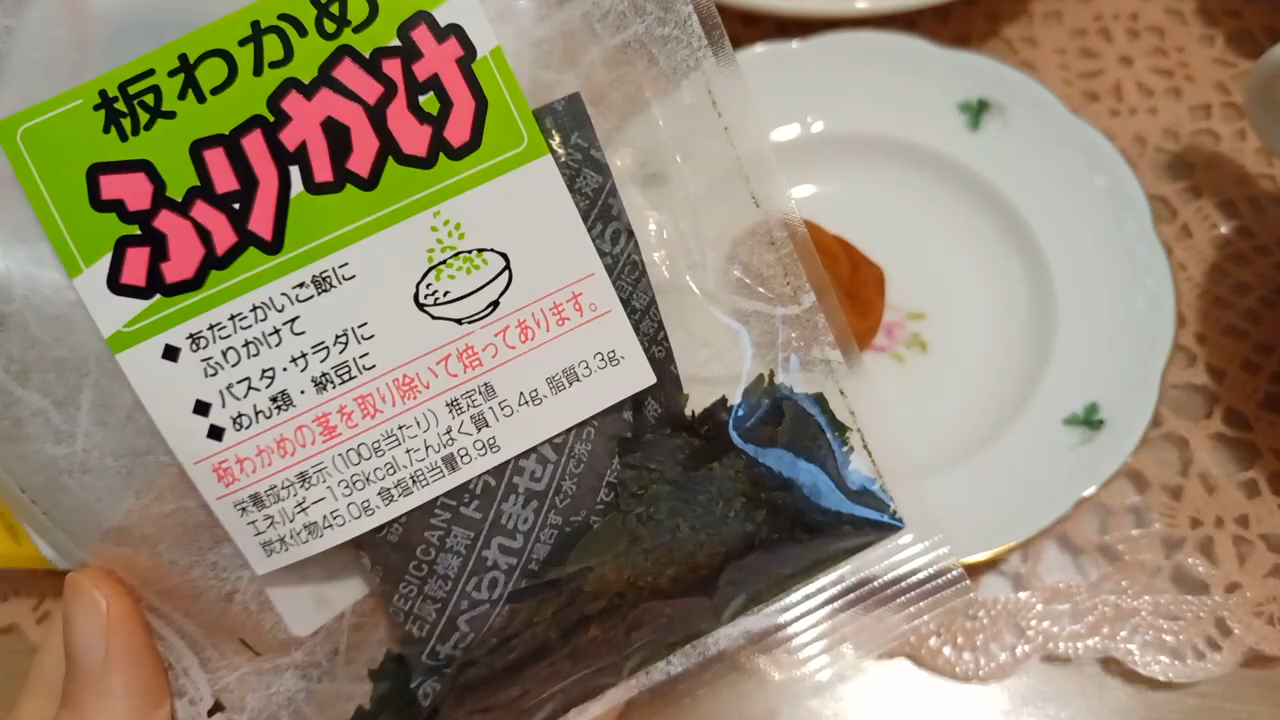 板わかめ
ふりかけ
◆あたたかいご飯に
ふりかけて
◆パスタ・サラダに
◆めん類・納豆に
板わかめの茎を取り除いて焙ってあります。
栄養成分表示(100g当たり) 推定値
エネルギー136kcal、たんぱく質15.4g、脂質3.3g、
炭水化物45.0g、食塩相当量8.9g
DESICCANT
石灰乾燥剤 ドラ
たべられません